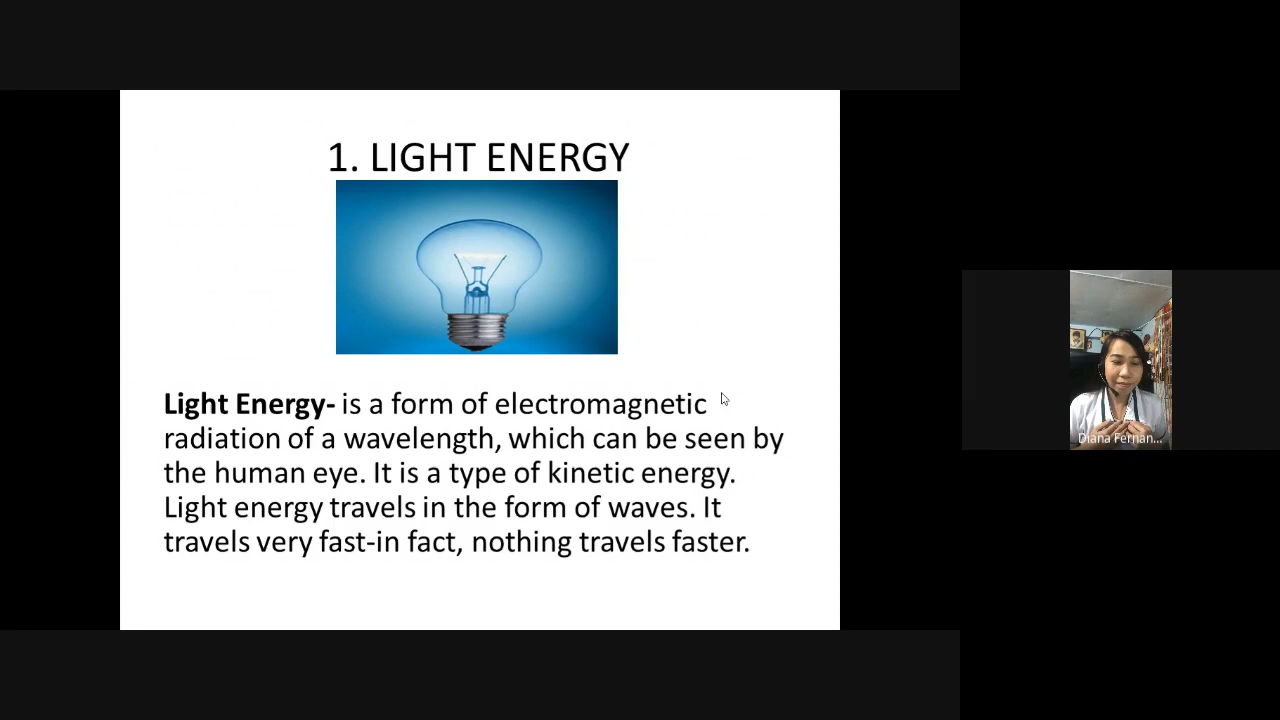 1. LIGHT ENERGY
Light Energy- is a form of electromagnetic
radiation of a wavelength, which can be seen by
the human eye. It is a type of kinetic energy.
Light energy travels in the form of waves. It
travels very fast-in fact, nothing travels faster.
Diana Fernan...